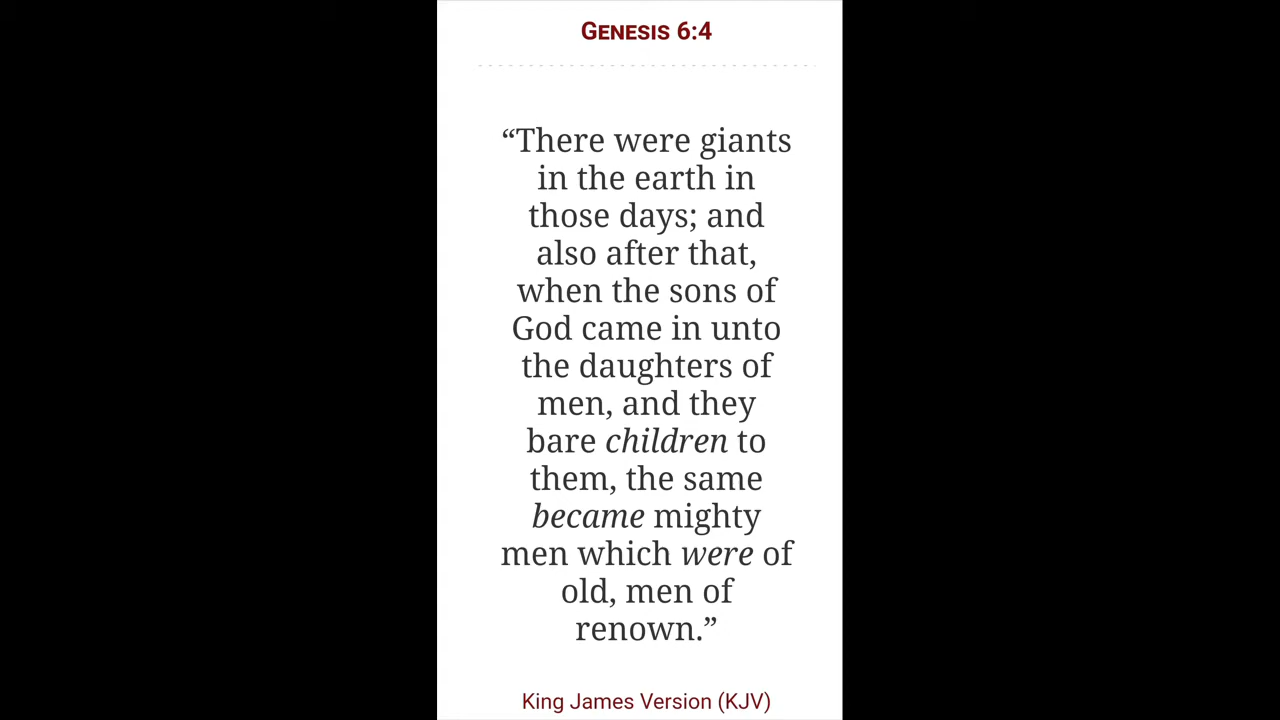 GENESIS 6:4
“There were giants
in the earth in
those days; and
also after that,
when the sons of
God came in unto
the daughters of
men, and they
bare children to
them, the same
became mighty
men which were of
old, men of
renown.”
King James Version (KJV)